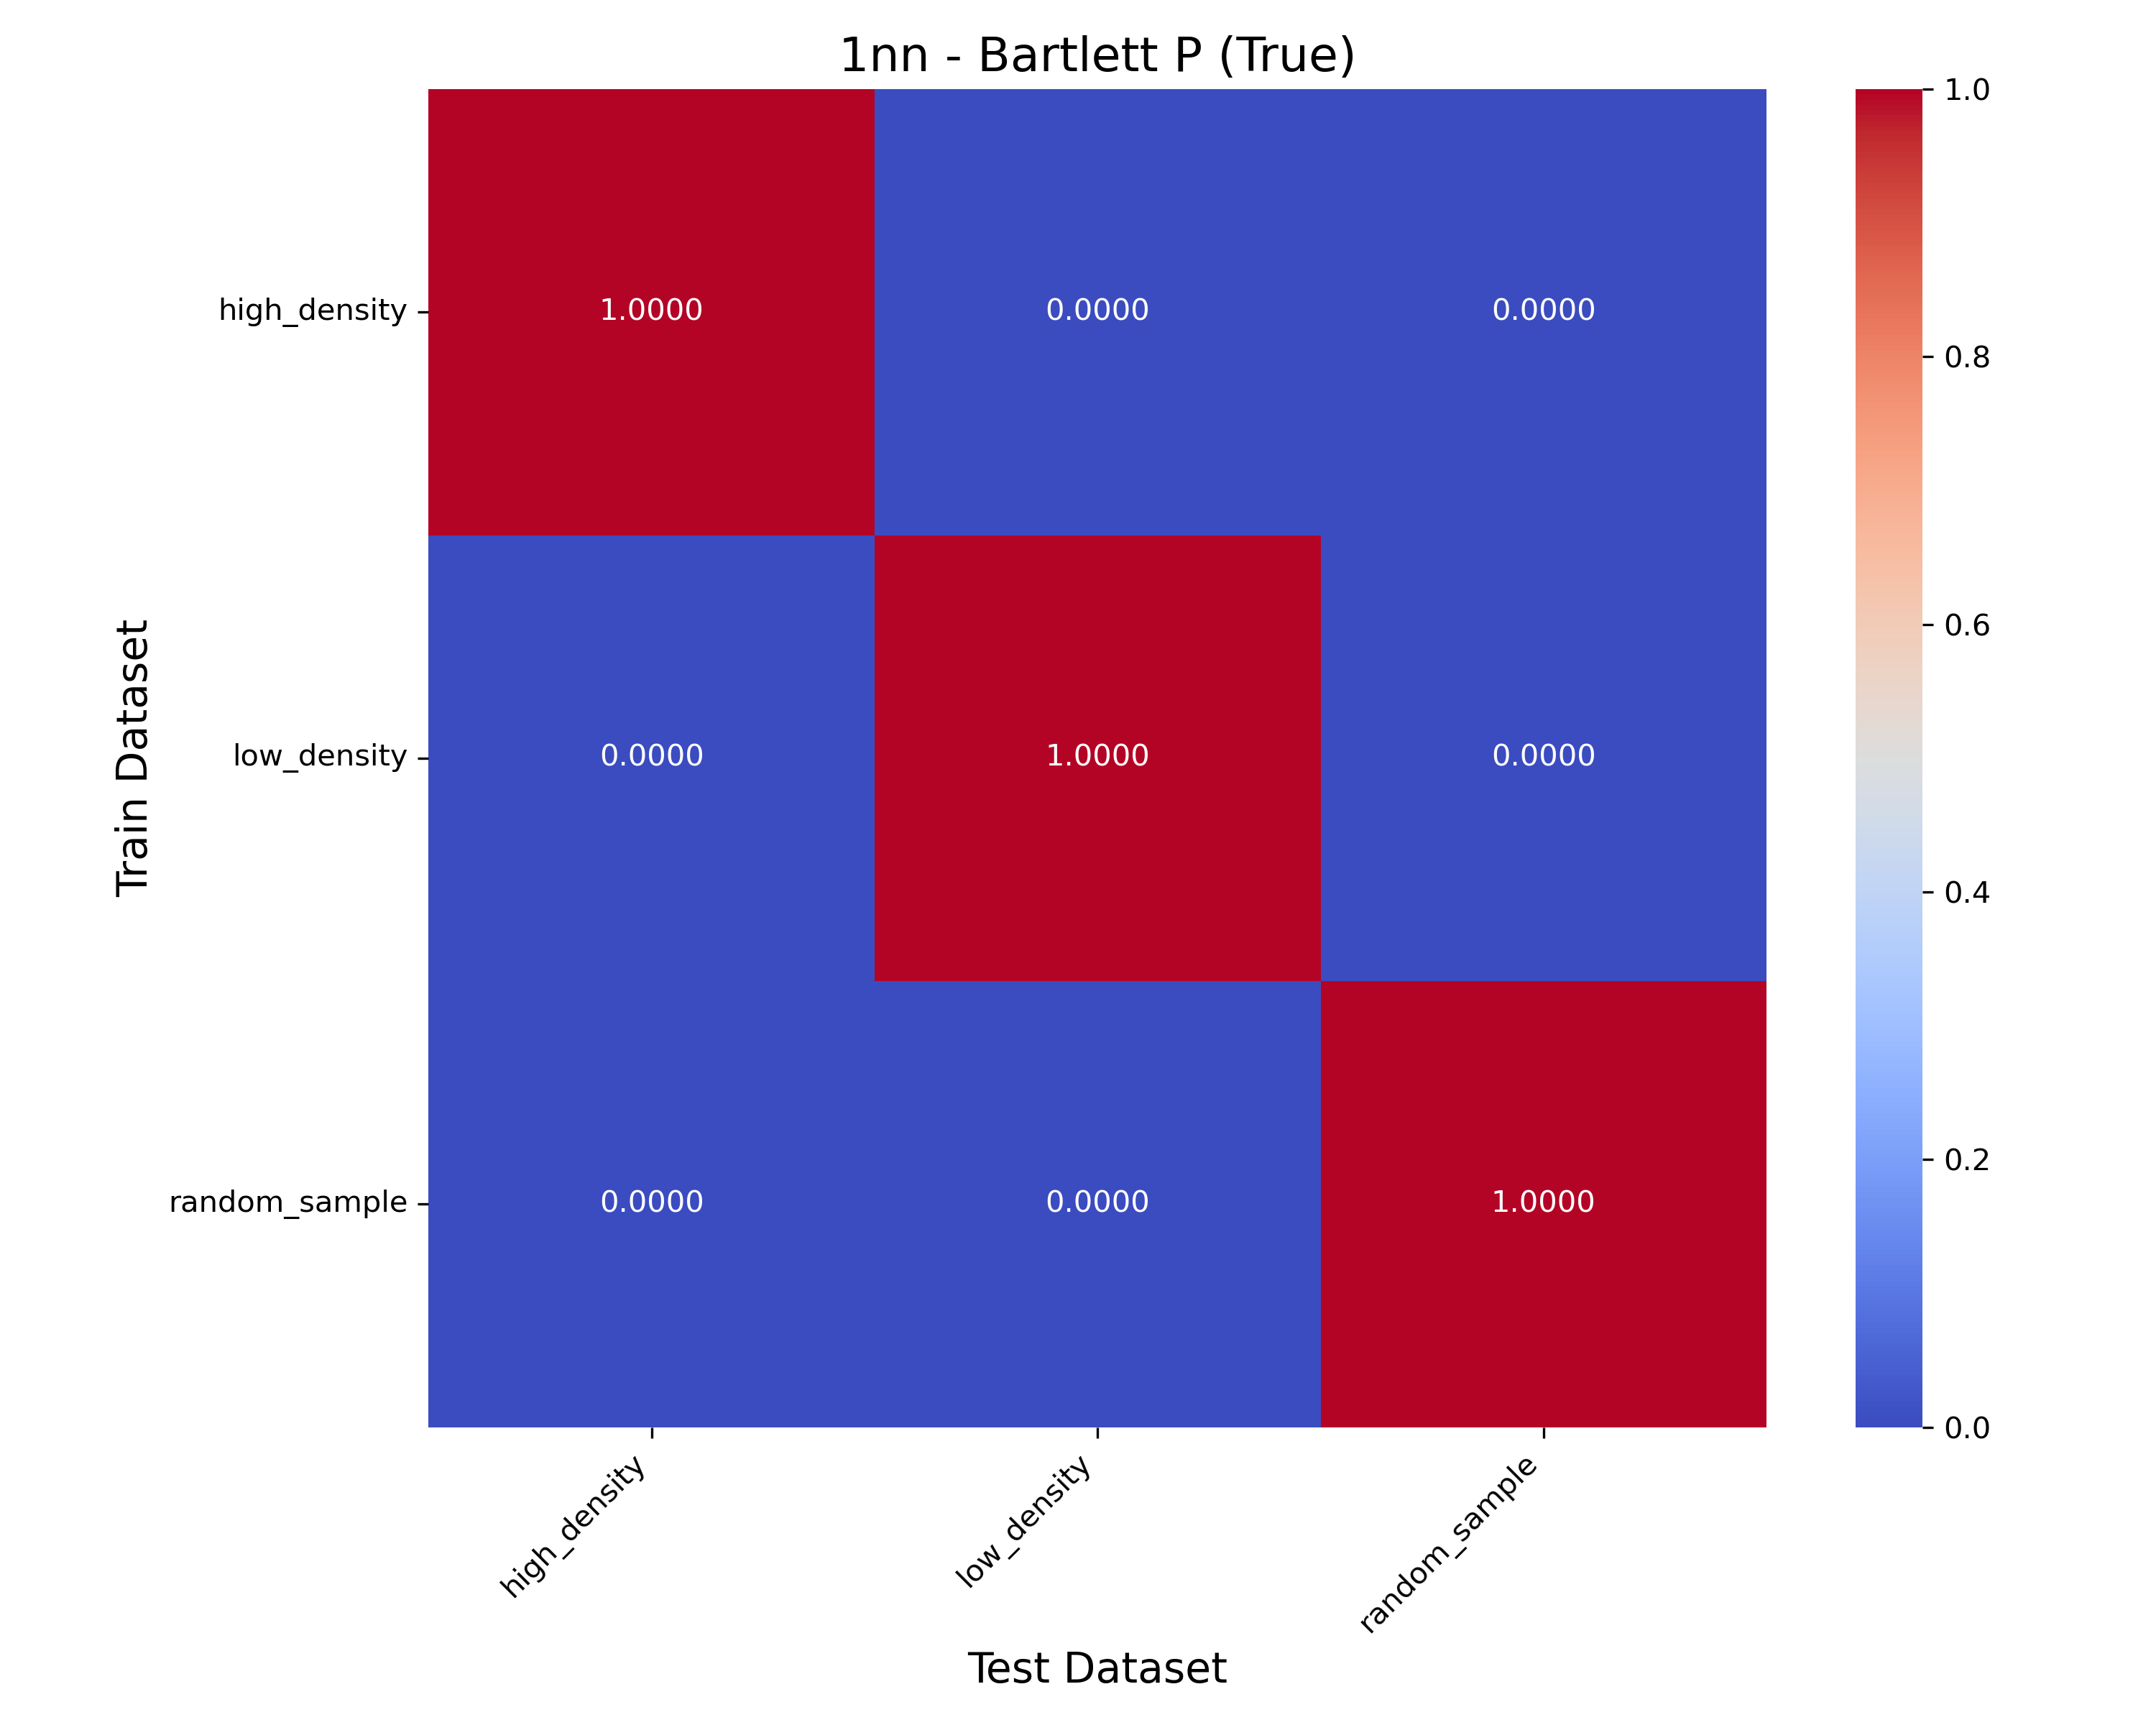 1nn - Bartlett P (True)
Train Dataset
high_density
1.0000
0.0000
0.0000
low_density
0.0000
1.0000
0.0000
random_sample
0.0000
0.0000
1.0000
high_density
low_density
random_sample
Test Dataset
1.0
0.8
0.6
0.4
0.2
0.0